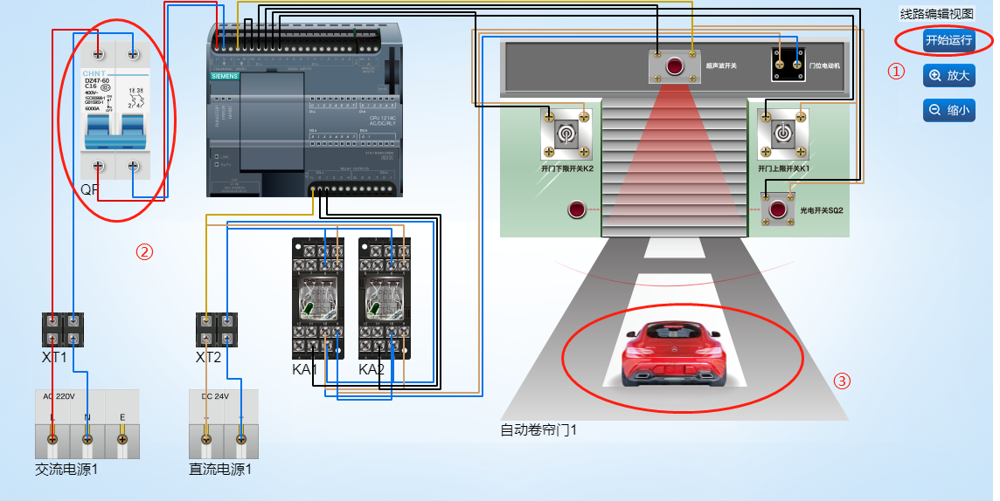 线路编辑视图
开始运行
①
放大
缩小
CHNT
DZ47-60
C16
400V~
6000A
QF
SIEMENS
CPU 1214C
AC/DC/RLY
RELAY OUTPUTS
超声波开关
门位电动机
开门下限开关K2
开门上限开关K1
光电开关SQ2
②
③
XT1
XT2
KA1
KA2
AC 220V
L
N
E
DC 24V
交流电源1
直流电源1
自动卷帘门1